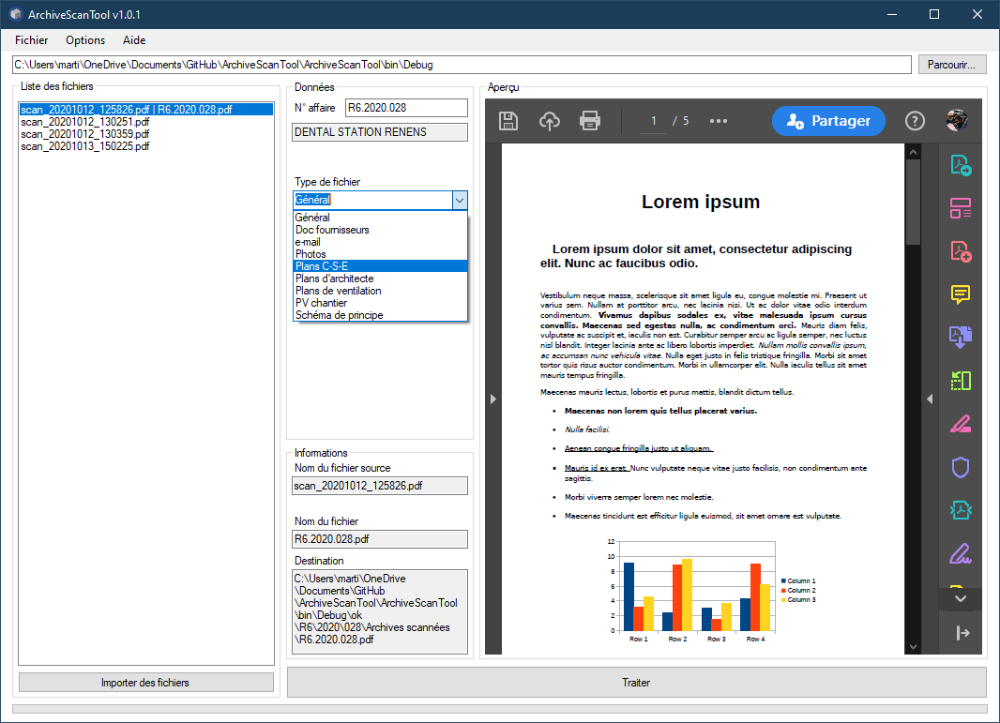 ArchiveScanTool v1.0.1
Fichier Options Aide
C:\Users\marti\OneDrive\Documents\GitHub\ArchiveScanTool\ArchiveScanTool\bin\Debug
Parcourir...
Liste des fichiers
scan_20201012_125826.pdf | R6.2020.028.pdf
scan_20201012_130251.pdf
scan_20201012_130359.pdf
scan_20201013_150225.pdf
Importer des fichiers
Données
N° affaire R6.2020.028
DENTAL STATION RENENS
Type de fichier
Général
Général
Doc fournisseurs
e-mail
Photos
Plans C-S-E
Plans d'architecte
Plans de ventilation
PV chantier
Schéma de principe
Informations
Nom du fichier source
scan_20201012_125826.pdf
Nom du fichier
R6.2020.028.pdf
Destination
C:\Users\marti\OneDrive
\Documents\GitHub
\ArchiveScanTool\ArchiveScanTool
\bin\Debug\ok
\R6\2020\028\Archives scannées
\R6.2020.028.pdf
Aperçu
1 / 5
Partager
Lorem ipsum
Lorem ipsum dolor sit amet, consectetur adipiscing
elit. Nunc ac faucibus odio.
Vestibulum neque massa, scelerisque sit amet ligula eu, congue molestie mi. Praesent ut
varius sem. Nullam at porttitor arcu, nec lacinia nisi. Ut ac dolor vitae odio interdum
condimentum. Vivamus dapibus sodales ex, vitae malesuada ipsum cursus
convallis. Maecenas sed egestas nulla, ac condimentum orci. Mauris diam felis,
vulputate ac suscipit et, iaculis non est. Curabitur semper arcu ac ligula semper, nec luctus
nisl blandit. Integer lacinia ante ac libero lobortis imperdiet. Nullam mollis convallis ipsum,
ac accumsan nunc vehicula vitae. Nulla eget justo in felis tristique fringilla. Morbi sit amet
tortor quis risus auctor condimentum. Morbi in ullamcorper elit. Nulla iaculis tellus sit amet
mauris tempus fringilla.
Maecenas mauris lectus, lobortis et purus mattis, blandit dictum tellus.
• Maecenas non lorem quis tellus placerat varius.
• Nulla facilisi.
• Aenean congue fringilla justo ut aliquam.
• Mauris id ex erat. Nunc vulputate neque vitae justo facilisis, non condimentum ante
sagittis.
• Morbi viverra semper lorem nec molestie.
• Maecenas tincidunt est efficitur ligula euismod, sit amet ornare est vulputate.
12
10
8
6
4
2
0
Row 1 Row 2 Row 3 Row 4
Column 1
Column 2
Column 3
Traiter